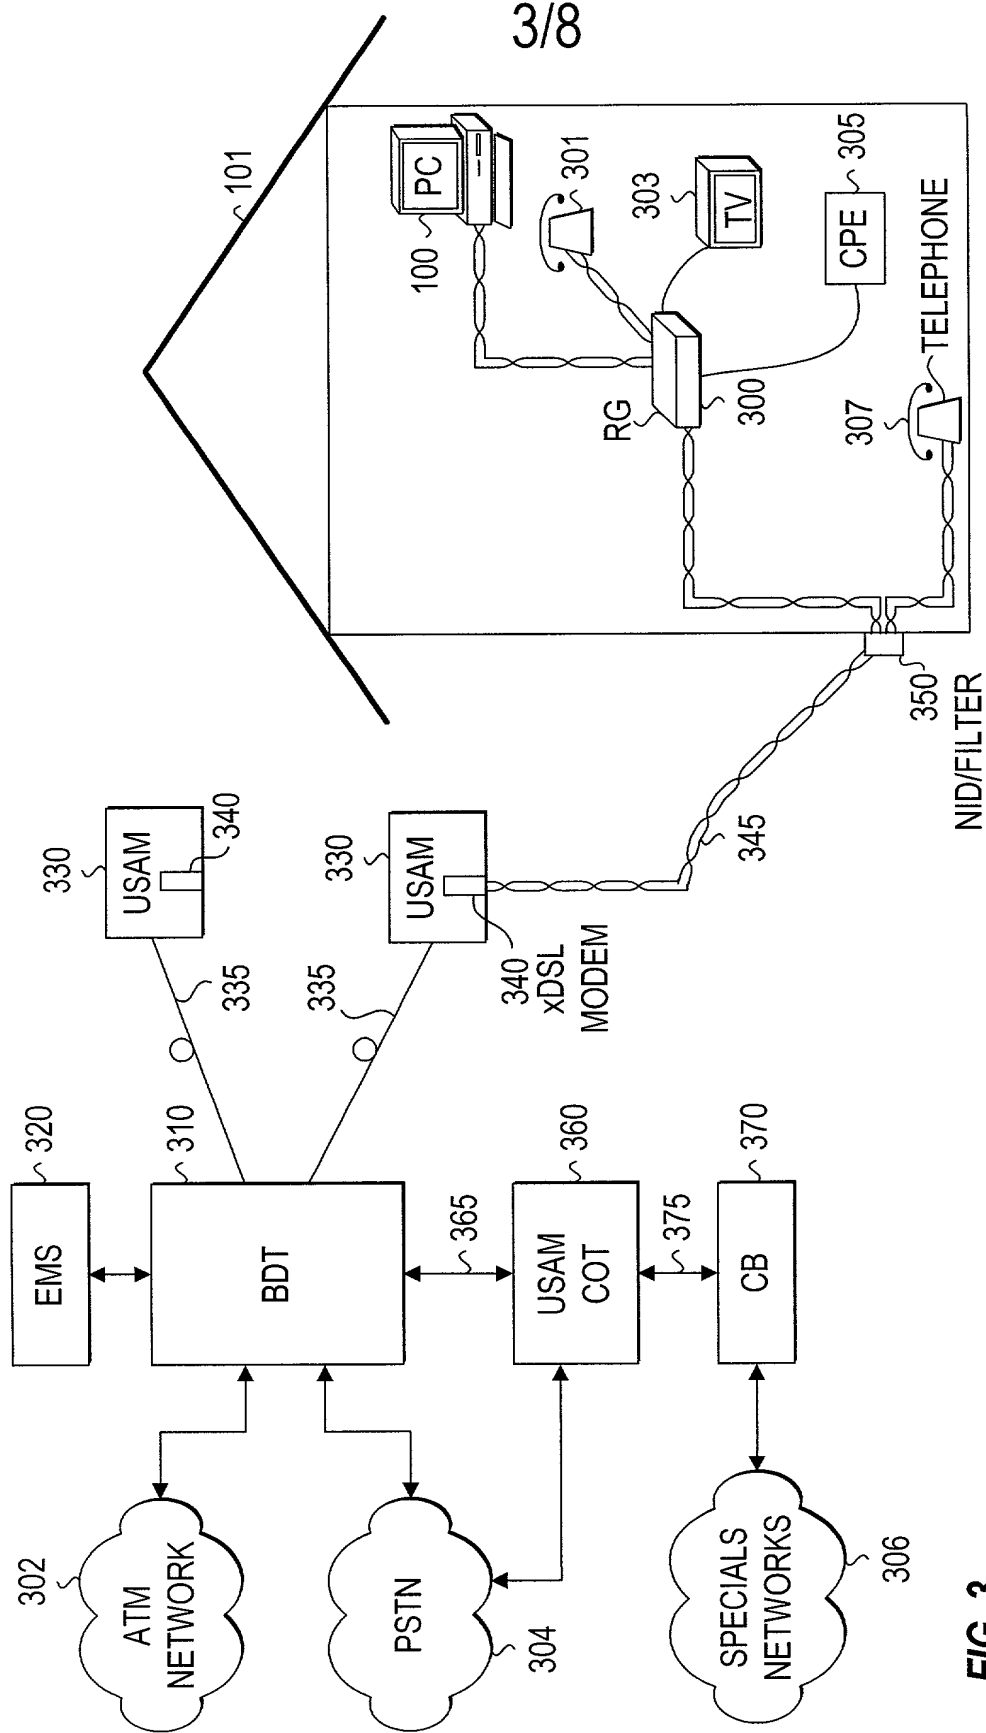 3/8
101
PC
100
301
303
TV
305
CPE
RG
300
307
TELEPHONE
350
NID/FILTER
345
330
USAM
340
330
USAM
340
xDSL
MODEM
335
335
320
EMS
310
BDT
365
360
USAM
COT
375
370
CB
302
ATM
NETWORK
PSTN
304
SPECIALS
NETWORKS
306
FIG. 3